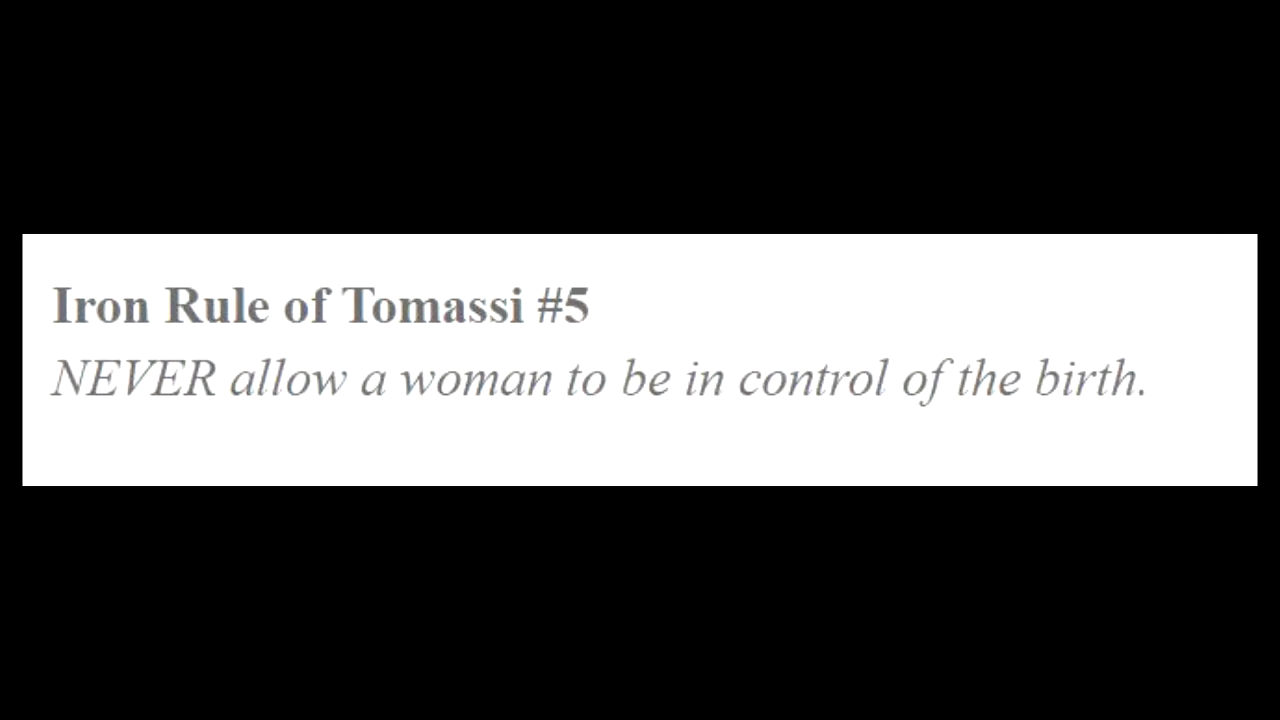 Iron Rule of Tomassi #5
NEVER allow a woman to be in control of the birth.